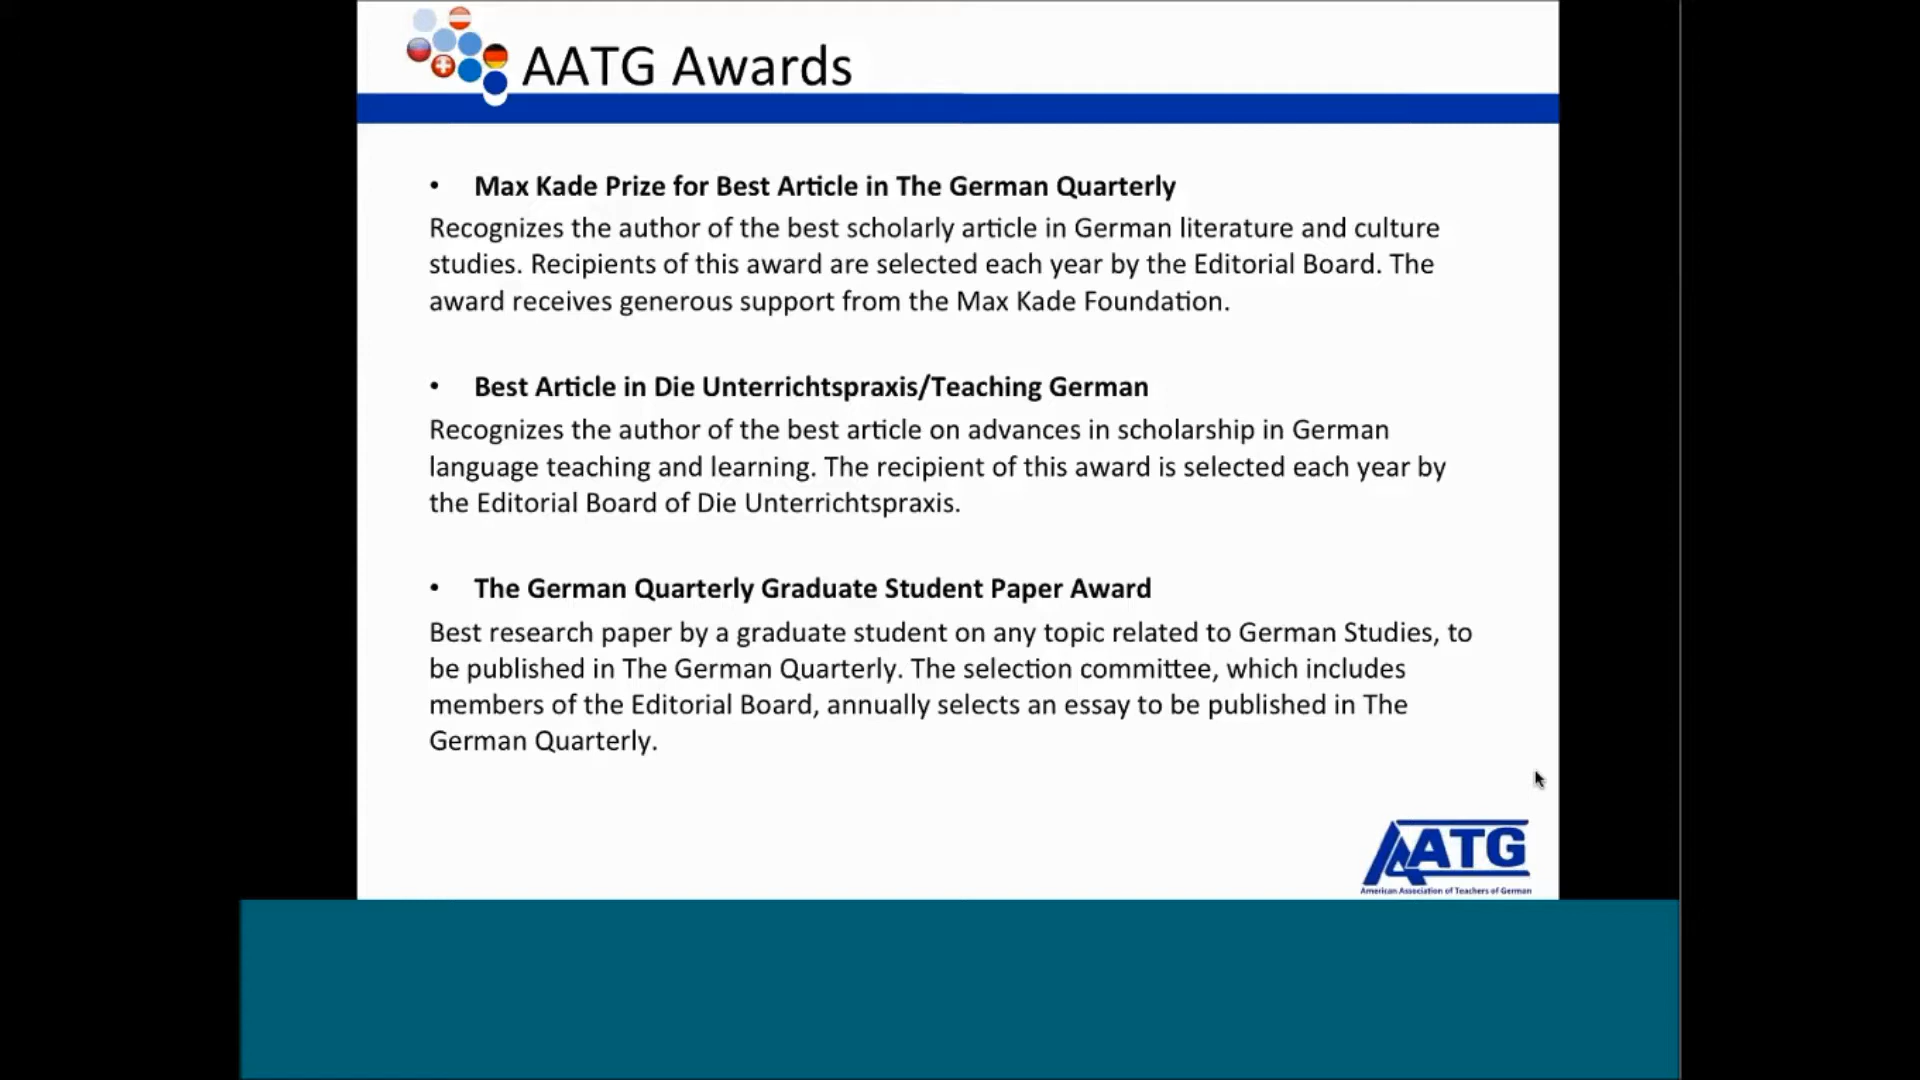 AATG Awards
• Max Kade Prize for Best Article in The German Quarterly
Recognizes the author of the best scholarly article in German literature and culture
studies. Recipients of this award are selected each year by the Editorial Board. The
award receives generous support from the Max Kade Foundation.
• Best Article in Die Unterrichtspraxis/Teaching German
Recognizes the author of the best article on advances in scholarship in German
language teaching and learning. The recipient of this award is selected each year by
the Editorial Board of Die Unterrichtspraxis.
• The German Quarterly Graduate Student Paper Award
Best research paper by a graduate student on any topic related to German Studies, to
be published in The German Quarterly. The selection committee, which includes
members of the Editorial Board, annually selects an essay to be published in The
German Quarterly.
AATG
American Association of Teachers of German